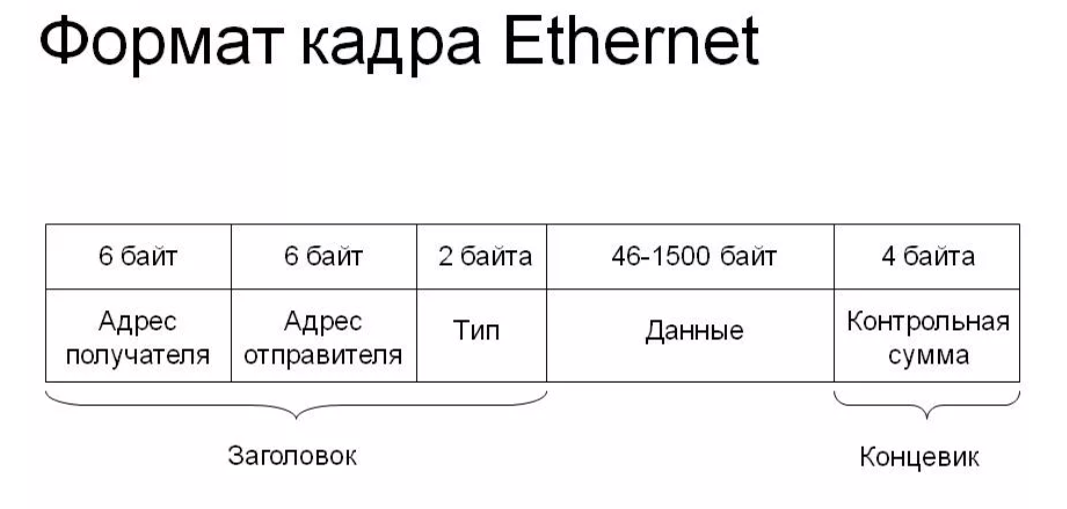 Формат кадра Ethernet
6 байт
6 байт
2 байта
46-1500 байт
4 байта
Адрес
получателя
Адрес
отправителя
Тип
Данные
Контрольная
сумма
Заголовок
Концевик